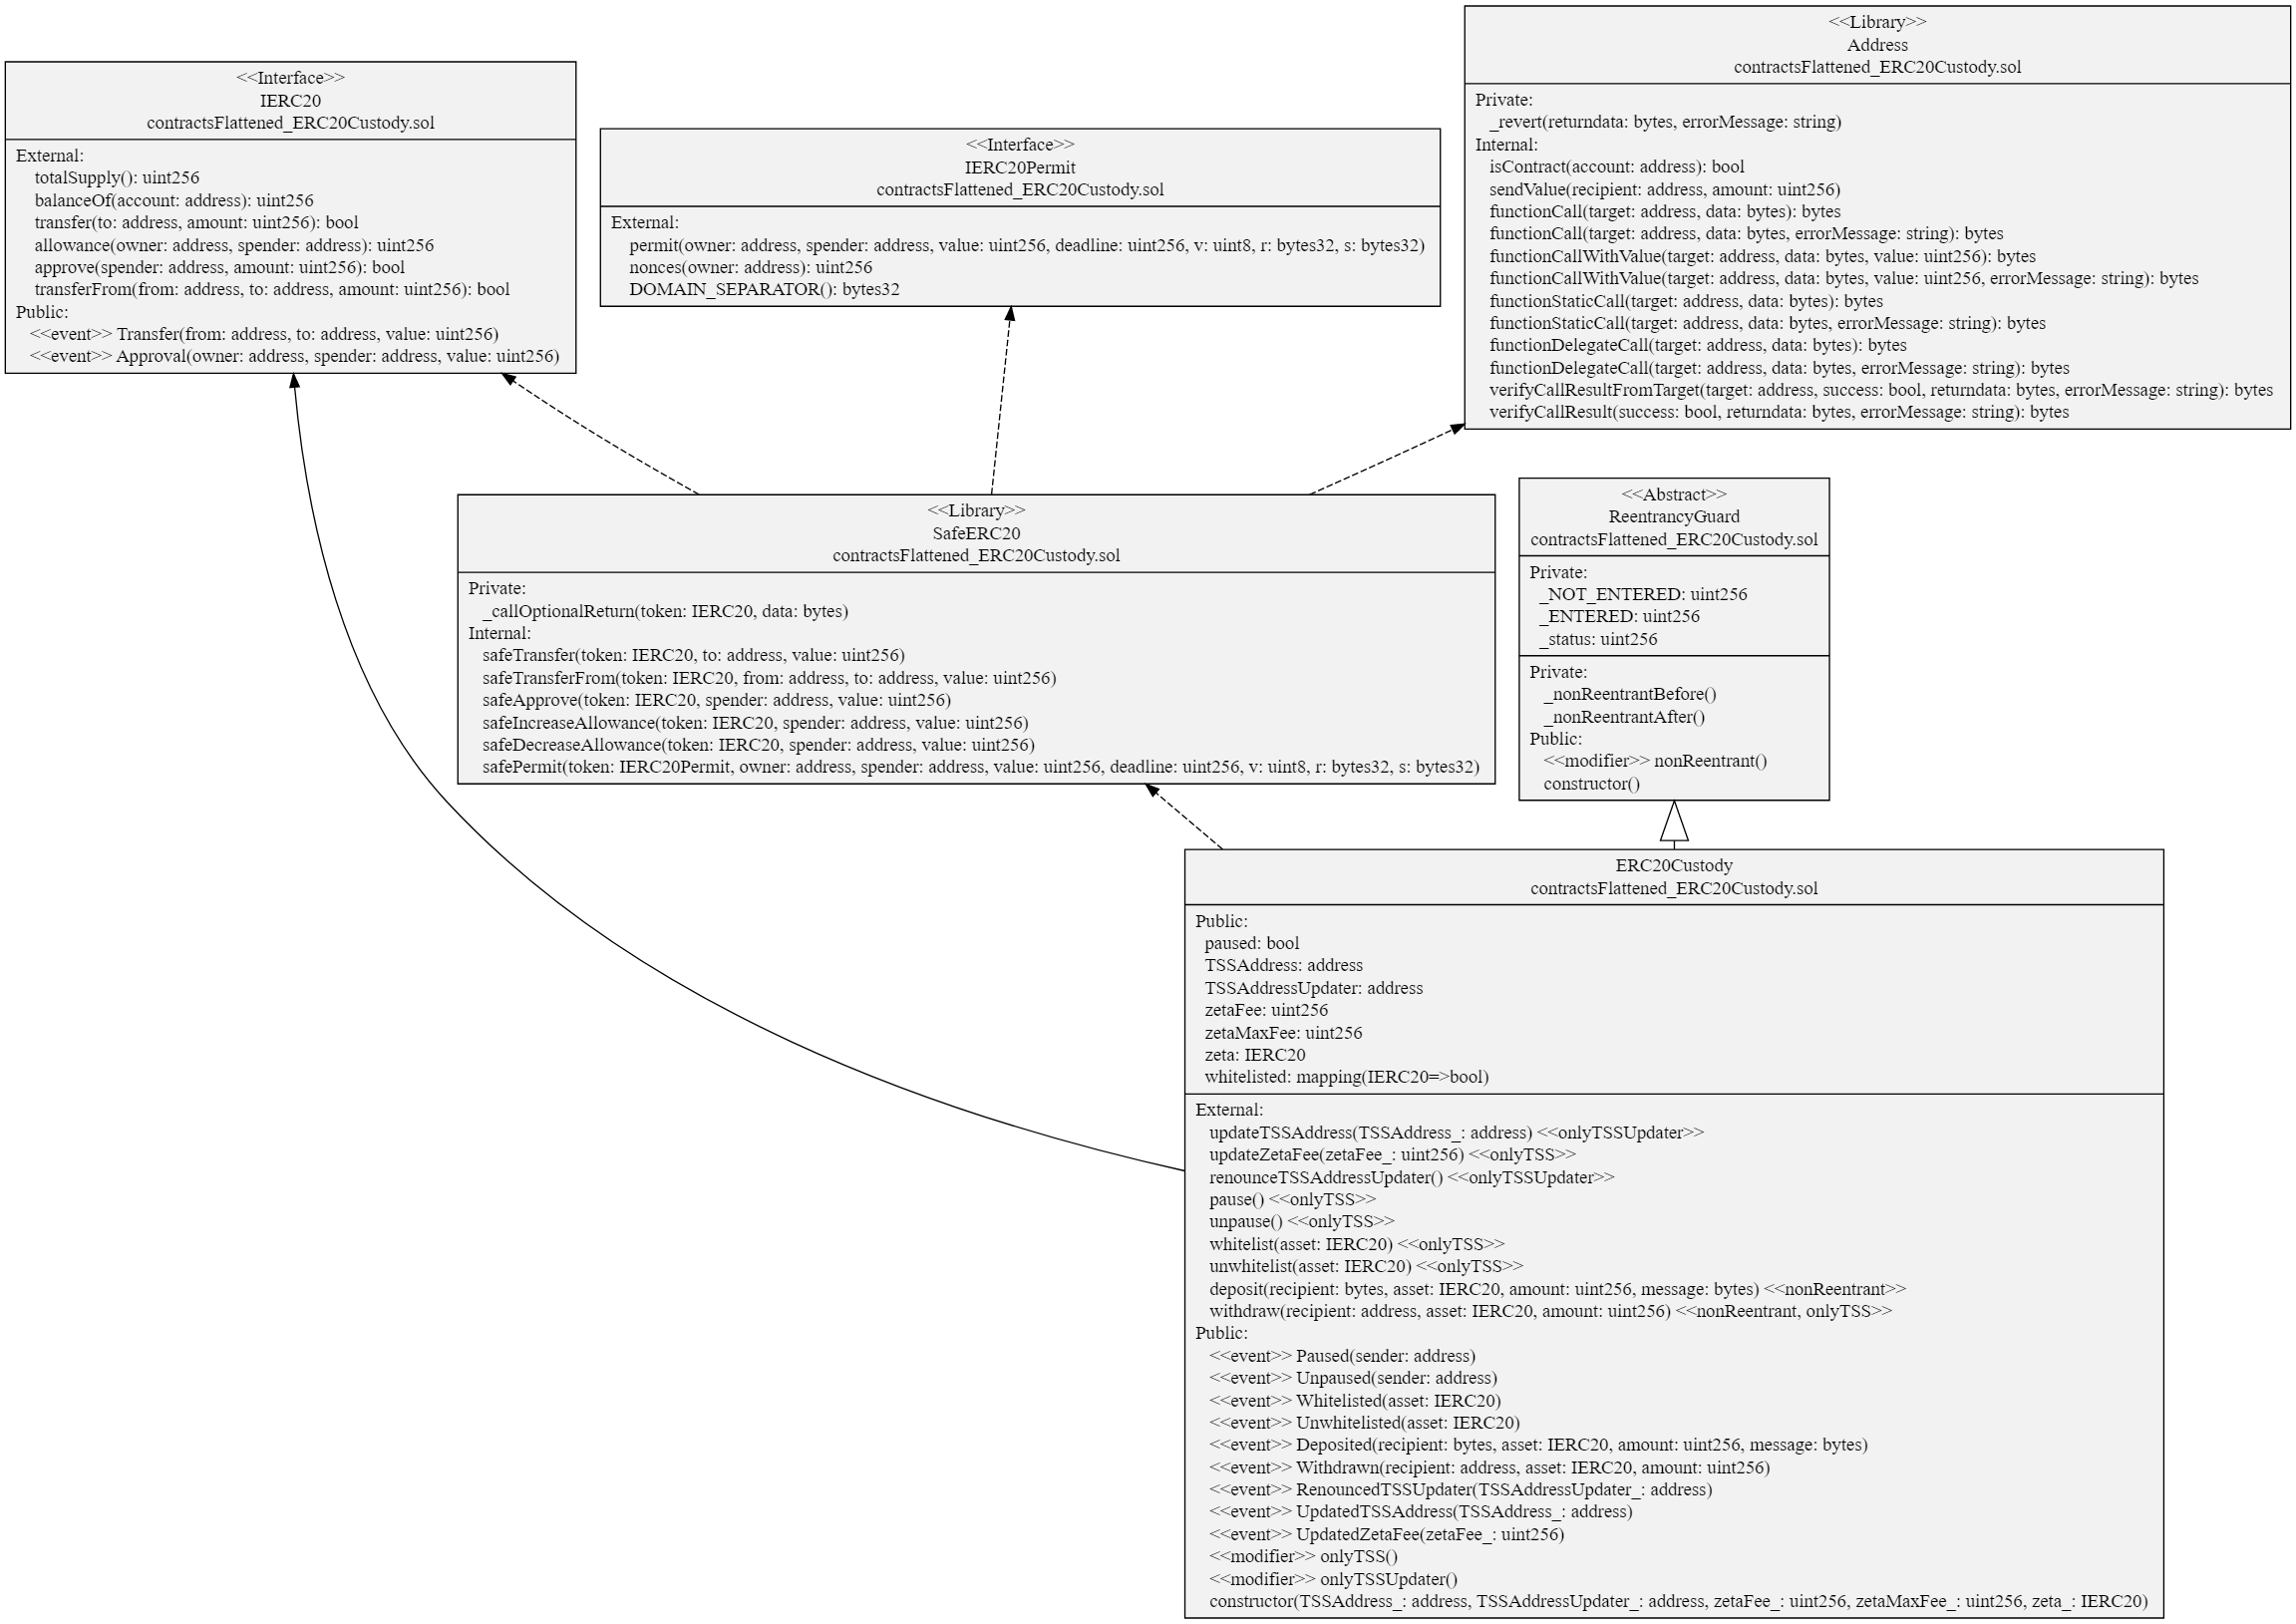 <<Interface>>
IERC20
contractsFlattened_ERC20Custody.sol
External:
totalSupply(): uint256
balanceOf(account: address): uint256
transfer(to: address, amount: uint256): bool
allowance(owner: address, spender: address): uint256
approve(spender: address, amount: uint256): bool
transferFrom(from: address, to: address, amount: uint256): bool
Public:
<<event>> Transfer(from: address, to: address, value: uint256)
<<event>> Approval(owner: address, spender: address, value: uint256)
<<Interface>>
IERC20Permit
contractsFlattened_ERC20Custody.sol
External:
permit(owner: address, spender: address, value: uint256, deadline: uint256, v: uint8, r: bytes32, s: bytes32)
nonces(owner: address): uint256
DOMAIN_SEPARATOR(): bytes32
<<Library>>
Address
contractsFlattened_ERC20Custody.sol
Private:
_revert(returndata: bytes, errorMessage: string)
Internal:
isContract(account: address): bool
sendValue(recipient: address, amount: uint256)
functionCall(target: address, data: bytes): bytes
functionCall(target: address, data: bytes, errorMessage: string): bytes
functionCallWithValue(target: address, data: bytes, value: uint256): bytes
functionCallWithValue(target: address, data: bytes, value: uint256, errorMessage: string): bytes
functionStaticCall(target: address, data: bytes): bytes
functionStaticCall(target: address, data: bytes, errorMessage: string): bytes
functionDelegateCall(target: address, data: bytes): bytes
functionDelegateCall(target: address, data: bytes, errorMessage: string): bytes
verifyCallResultFromTarget(target: address, success: bool, returndata: bytes, errorMessage: string): bytes
verifyCallResult(success: bool, returndata: bytes, errorMessage: string): bytes
<<Library>>
SafeERC20
contractsFlattened_ERC20Custody.sol
Private:
_callOptionalReturn(token: IERC20, data: bytes)
Internal:
safeTransfer(token: IERC20, to: address, value: uint256)
safeTransferFrom(token: IERC20, from: address, to: address, value: uint256)
safeApprove(token: IERC20, spender: address, value: uint256)
safeIncreaseAllowance(token: IERC20, spender: address, value: uint256)
safeDecreaseAllowance(token: IERC20, spender: address, value: uint256)
safePermit(token: IERC20Permit, owner: address, spender: address, value: uint256, deadline: uint256, v: uint8, r: bytes32, s: bytes32)
<<Abstract>>
ReentrancyGuard
contractsFlattened_ERC20Custody.sol
Private:
_NOT_ENTERED: uint256
_ENTERED: uint256
_status: uint256
Private:
_nonReentrantBefore()
_nonReentrantAfter()
Public:
<<modifier>> nonReentrant()
constructor()
ERC20Custody
contractsFlattened_ERC20Custody.sol
Public:
paused: bool
TSSAddress: address
TSSAddressUpdater: address
zetaFee: uint256
zetaMaxFee: uint256
zeta: IERC20
whitelisted: mapping(IERC20=>bool)
External:
updateTSSAddress(TSSAddress_: address) <<onlyTSSUpdater>>
updateZetaFee(zetaFee_: uint256) <<onlyTSS>>
renounceTSSAddressUpdater() <<onlyTSSUpdater>>
pause() <<onlyTSS>>
unpause() <<onlyTSS>>
whitelist(asset: IERC20) <<onlyTSS>>
unwhitelist(asset: IERC20) <<onlyTSS>>
deposit(recipient: bytes, asset: IERC20, amount: uint256, message: bytes) <<nonReentrant>>
withdraw(recipient: address, asset: IERC20, amount: uint256) <<nonReentrant, onlyTSS>>
Public:
<<event>> Paused(sender: address)
<<event>> Unpaused(sender: address)
<<event>> Whitelisted(asset: IERC20)
<<event>> Unwhitelisted(asset: IERC20)
<<event>> Deposited(recipient: bytes, asset: IERC20, amount: uint256, message: bytes)
<<event>> Withdrawn(recipient: address, asset: IERC20, amount: uint256)
<<event>> RenouncedTSSUpdater(TSSAddressUpdater_: address)
<<event>> UpdatedTSSAddress(TSSAddress_: address)
<<event>> UpdatedZetaFee(zetaFee_: uint256)
<<modifier>> onlyTSS()
<<modifier>> onlyTSSUpdater()
constructor(TSSAddress_: address, TSSAddressUpdater_: address, zetaFee_: uint256, zetaMaxFee_: uint256, zeta_: IERC20)